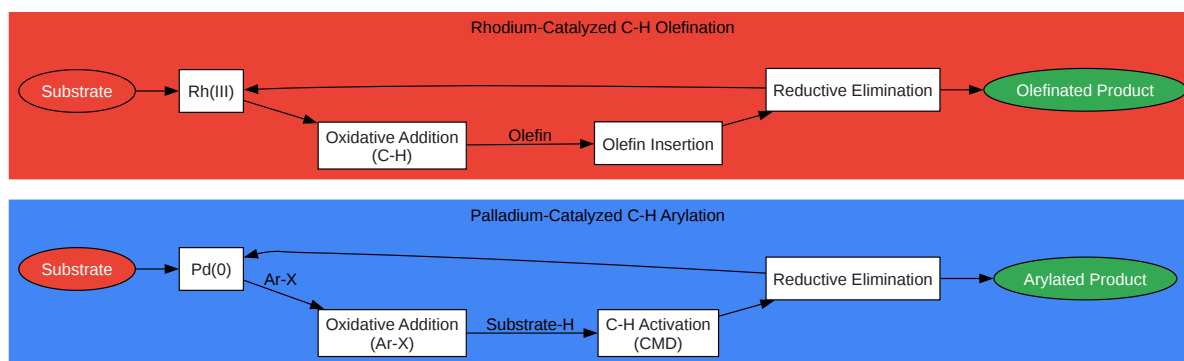 Rhodium-Catalyzed C-H Olefination
Substrate
Rh(III)
Oxidative Addition
(C-H)
Olefin
Olefin Insertion
Reductive Elimination
Olefinated Product
Palladium-Catalyzed C-H Arylation
Substrate
Pd(0)
Ar-X
Oxidative Addition
(Ar-X)
Substrate-H
C-H Activation
(CMD)
Reductive Elimination
Arylated Product